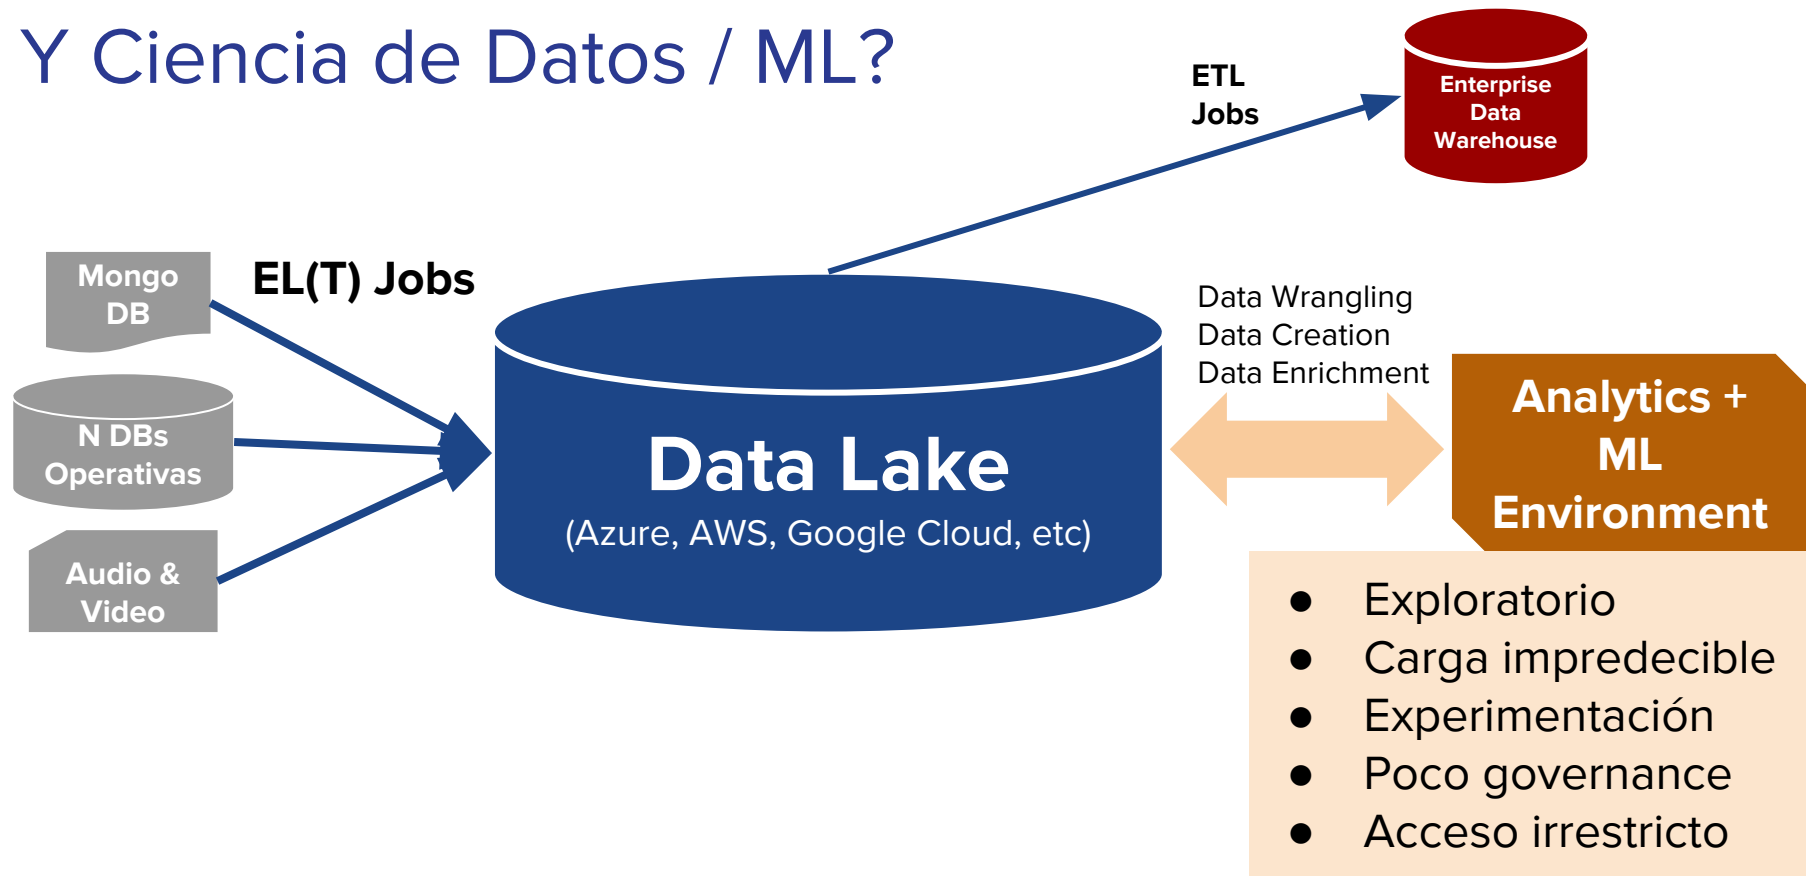 Y Ciencia de Datos / ML?
ETL
Jobs
Enterprise
Data
Warehouse
Mongo
DB
EL(T) Jobs
N DBs
Operativas
Audio &
Video
Data Lake
(Azure, AWS, Google Cloud, etc)
Data Wrangling
Data Creation
Data Enrichment
Analytics +
ML
Environment
● Exploratorio
● Carga impredecible
● Experimentación
● Poco governance
● Acceso irrestricto